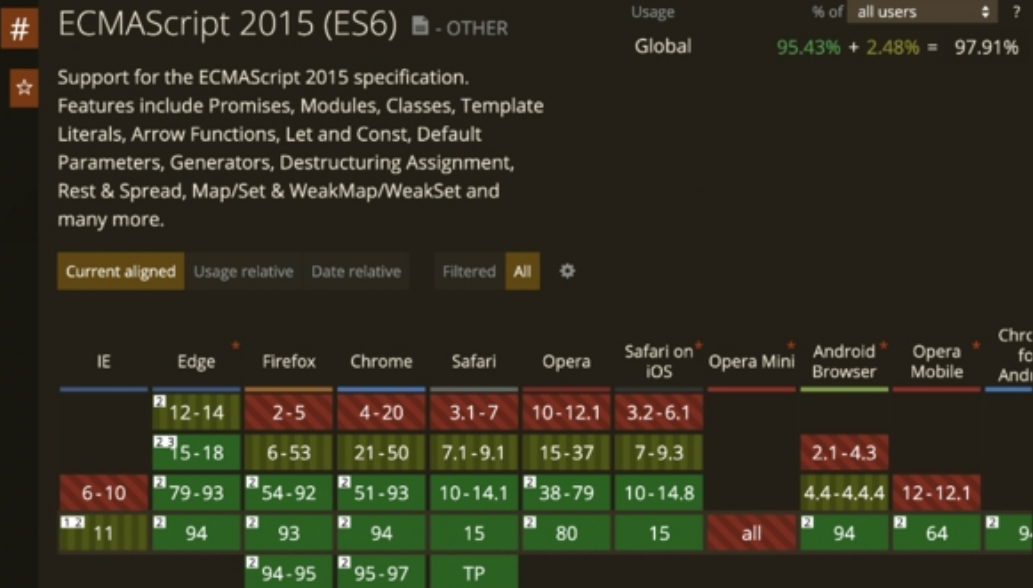 #
ECMAScript 2015 (ES6) - OTHER
Usage % of all users ?
Global 95.43% + 2.48% = 97.91%
Support for the ECMAScript 2015 specification.
Features include Promises, Modules, Classes, Template
Literals, Arrow Functions, Let and Const, Default
Parameters, Generators, Destructuring Assignment,
Rest & Spread, Map/Set & WeakMap/WeakSet and
many more.
Current aligned Usage relative Date relative Filtered All
IE Edge * Firefox Chrome Safari Opera Safari on iOS * Opera Mini * Android Browser * Opera Mobile * Chro fo Andr
2 12-14 2-5 4-20 3.1-7 10-12.1 3.2-6.1
2 3 15-18 6-53 21-50 7.1-9.1 15-37 7-9.3 2.1-4.3
6-10 2 79-93 2 54-92 2 51-93 10-14.1 2 38-79 10-14.8 4.4-4.4.4 12-12.1
1 2 11 2 94 2 93 2 94 15 2 80 15 all 2 94 2 64 2 9
2 94-95 2 95-97 TP